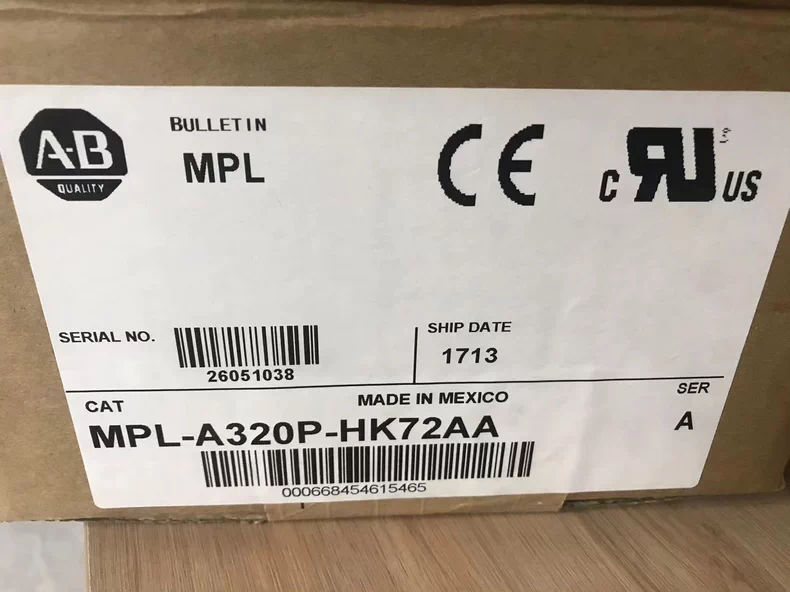 A-B
QUALITY
BULLETIN
MPL
CE
C RU US
SERIAL NO.
26051038
SHIP DATE
1713
CAT
MADE IN MEXICO
SER
MPL-A320P-HK72AA
A
000668454615465